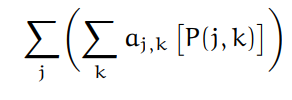 ∑_j (∑_k a_{j,k} [P(j, k)])